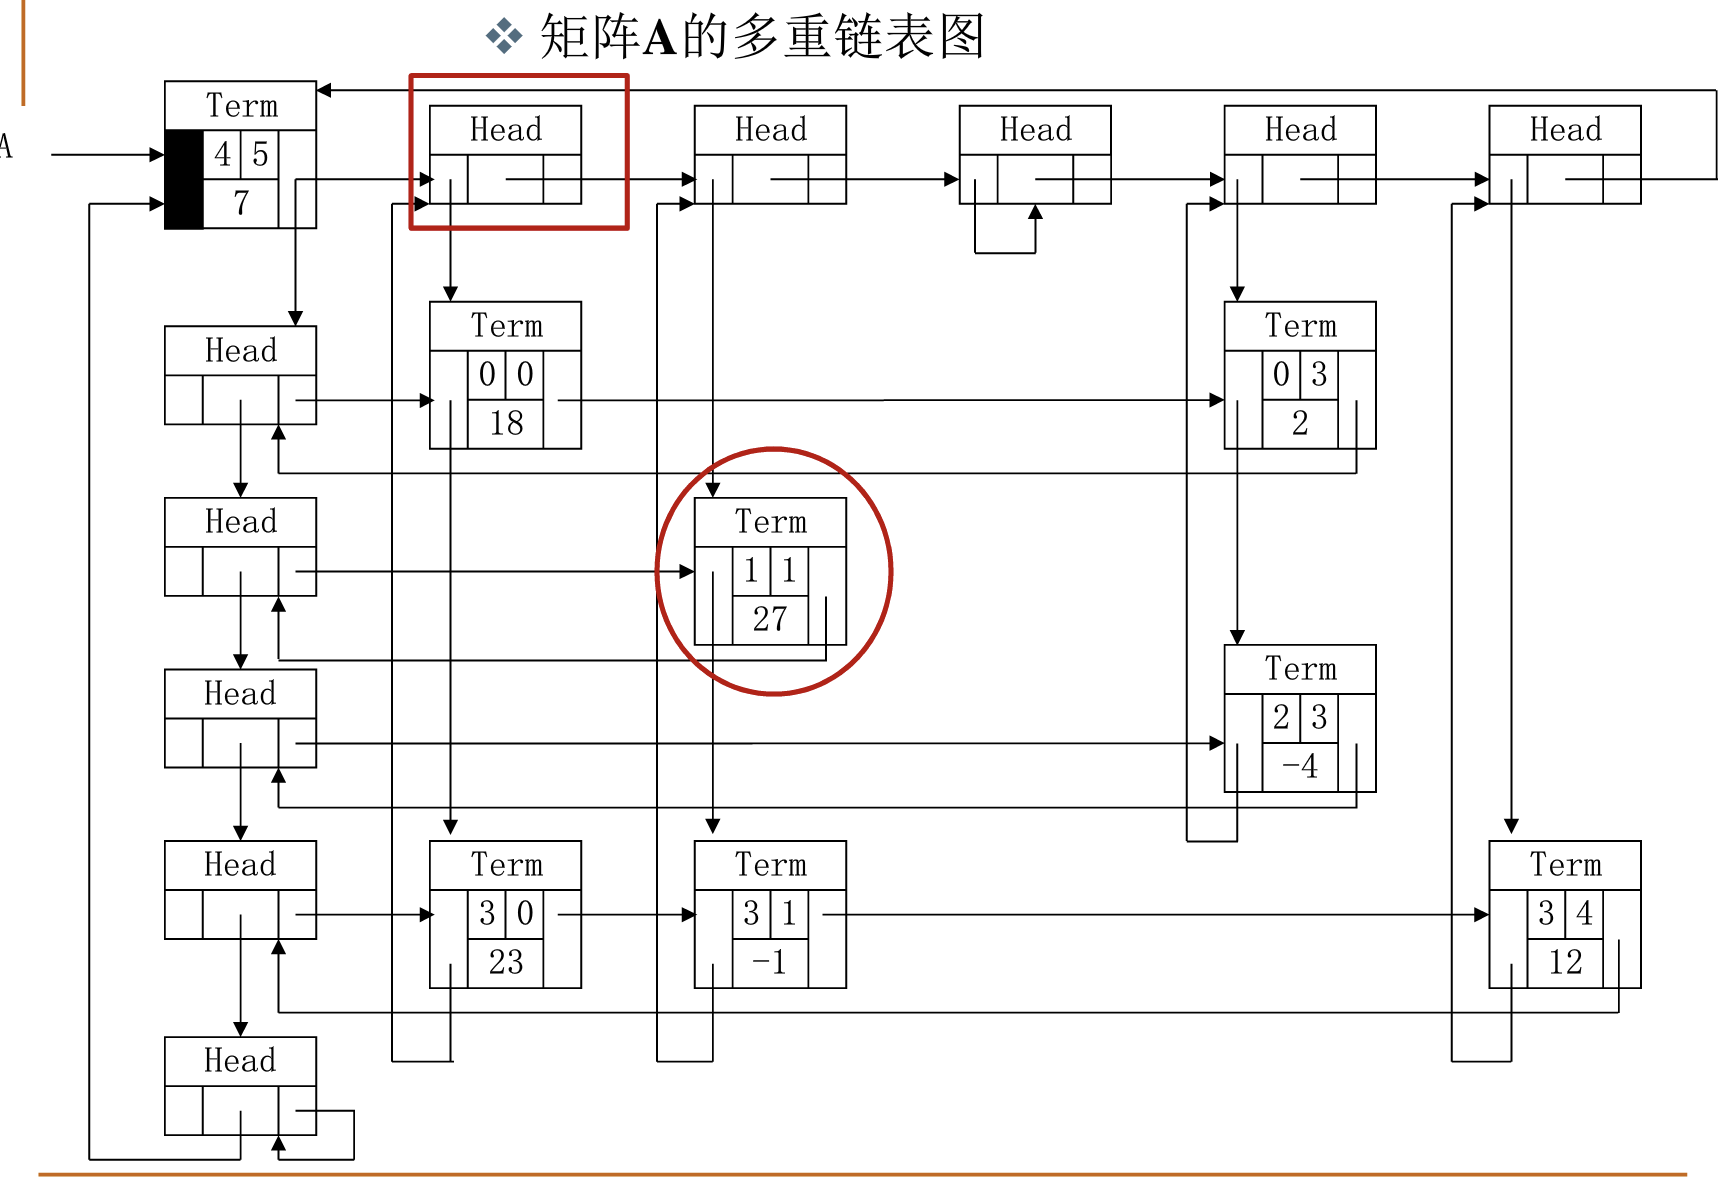 矩阵A的多重链表图
Term
A
4 5
7
Head
Head
Head
Head
Head
Head
Term
0 0
18
Term
0 3
2
Head
Term
1 1
27
Head
Term
2 3
-4
Head
Term
3 0
23
Term
3 1
-1
Term
3 4
12
Head